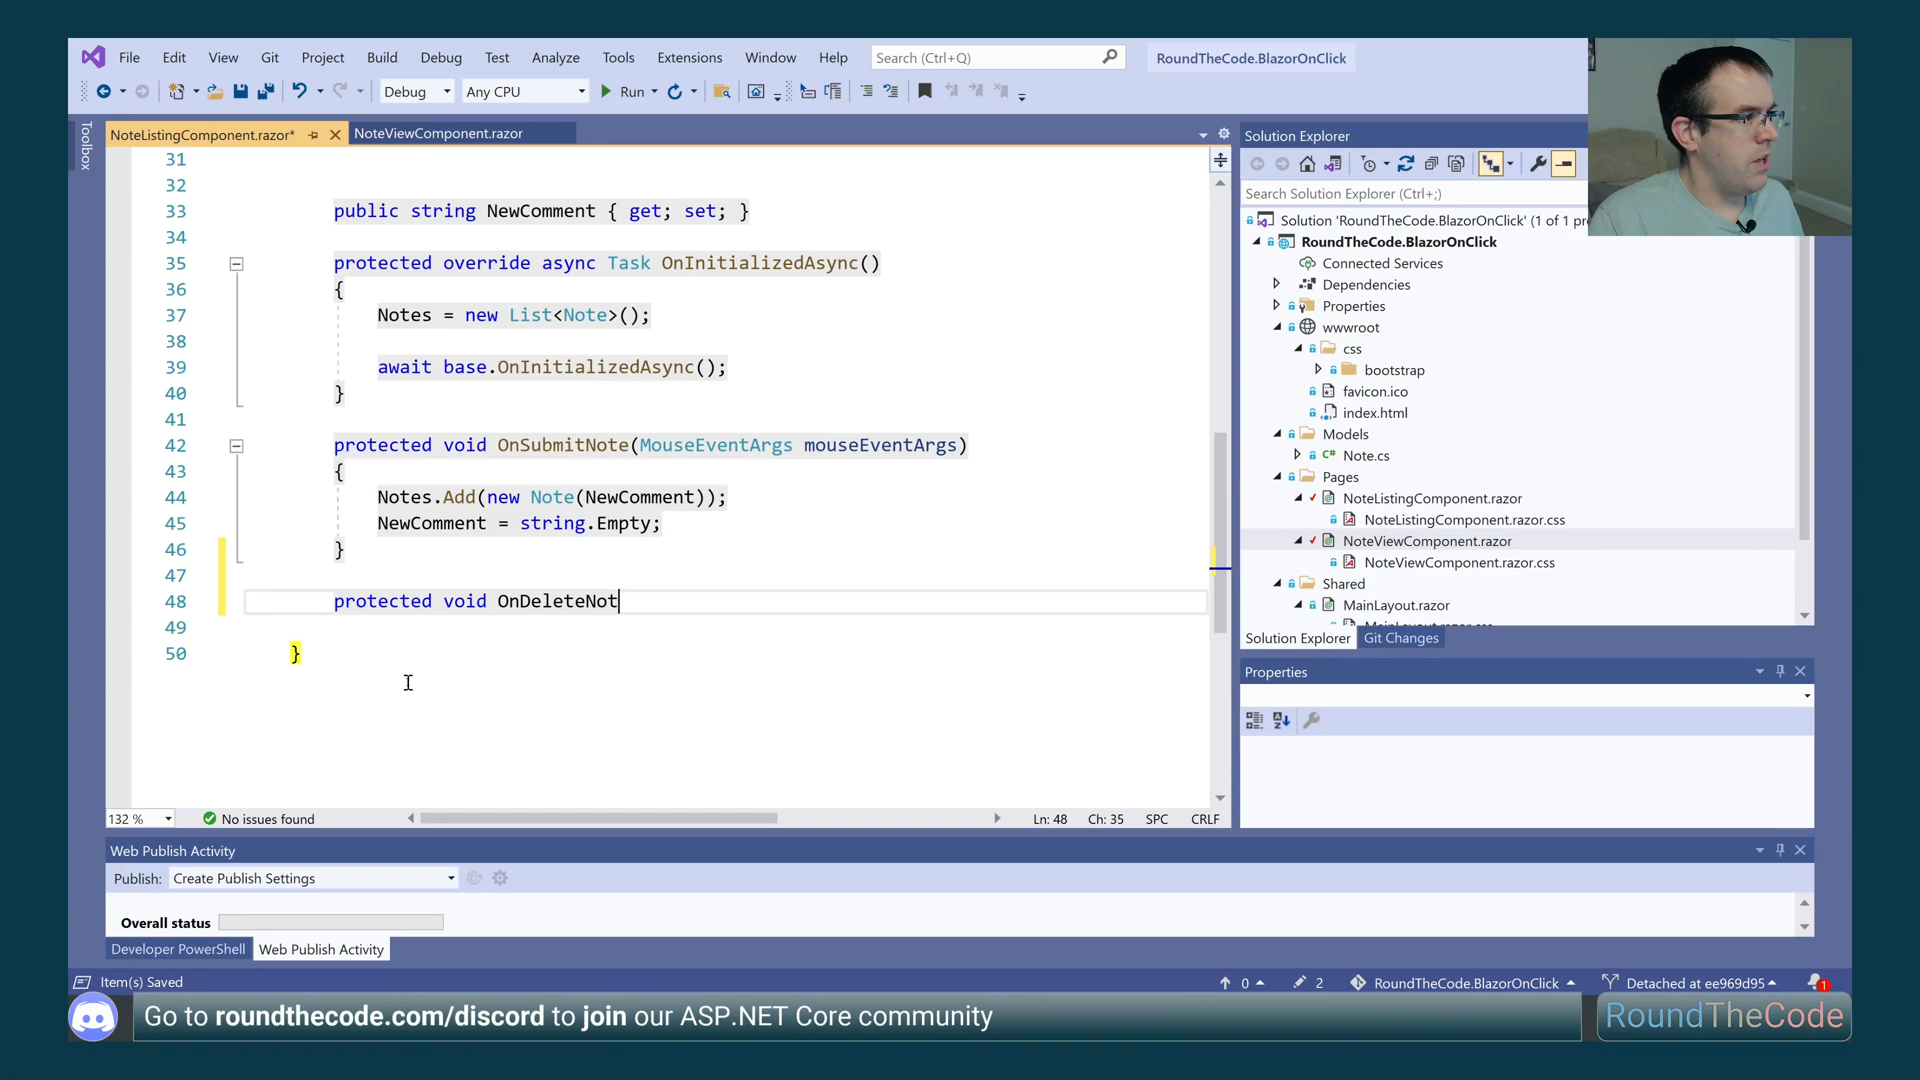 File Edit View Git Project Build Debug Test Analyze Tools Extensions Window Help Search (Ctrl+Q) RoundTheCode.BlazorOnClick
Debug Any CPU Run
Toolbox
NoteListingComponent.razor* NoteViewComponent.razor
31
32
33 public string NewComment { get; set; }
34
35 protected override async Task OnInitializedAsync()
36 {
37 Notes = new List<Note>();
38
39 await base.OnInitializedAsync();
40 }
41
42 protected void OnSubmitNote(MouseEventArgs mouseEventArgs)
43 {
44 Notes.Add(new Note(NewComment));
45 NewComment = string.Empty;
46 }
47
48 protected void OnDeleteNot
49
50 }
132 % No issues found Ln: 48 Ch: 35 SPC CRLF
Solution Explorer
Search Solution Explorer (Ctrl+;)
Solution 'RoundTheCode.BlazorOnClick' (1 of 1 pr
RoundTheCode.BlazorOnClick
Connected Services
Dependencies
Properties
wwwroot
css
bootstrap
favicon.ico
index.html
Models
C# Note.cs
Pages
NoteListingComponent.razor
NoteListingComponent.razor.css
NoteViewComponent.razor
NoteViewComponent.razor.css
Shared
MainLayout.razor
Solution Explorer Git Changes
Properties
Web Publish Activity
Publish: Create Publish Settings
Overall status
Developer PowerShell Web Publish Activity
Item(s) Saved 0 2 RoundTheCode.BlazorOnClick Detached at ee969d95 1
Go to roundthecode.com/discord to join our ASP.NET Core community
RoundTheCode